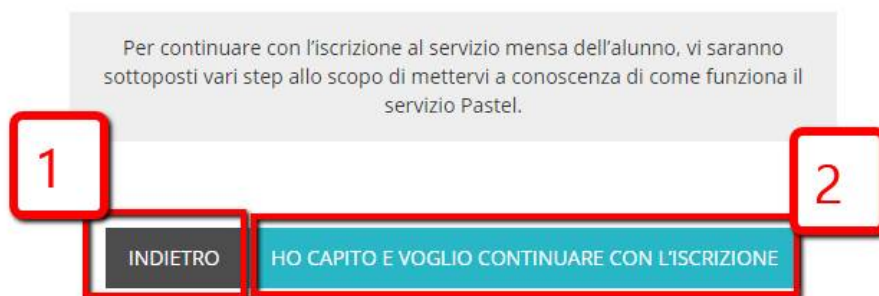 Per continuare con l'iscrizione al servizio mensa dell'alunno, vi saranno
sottoposti vari step allo scopo di mettervi a conoscenza di come funziona il
servizio Pastel.
1
2
INDIETRO
HO CAPITO E VOGLIO CONTINUARE CON L'ISCRIZIONE